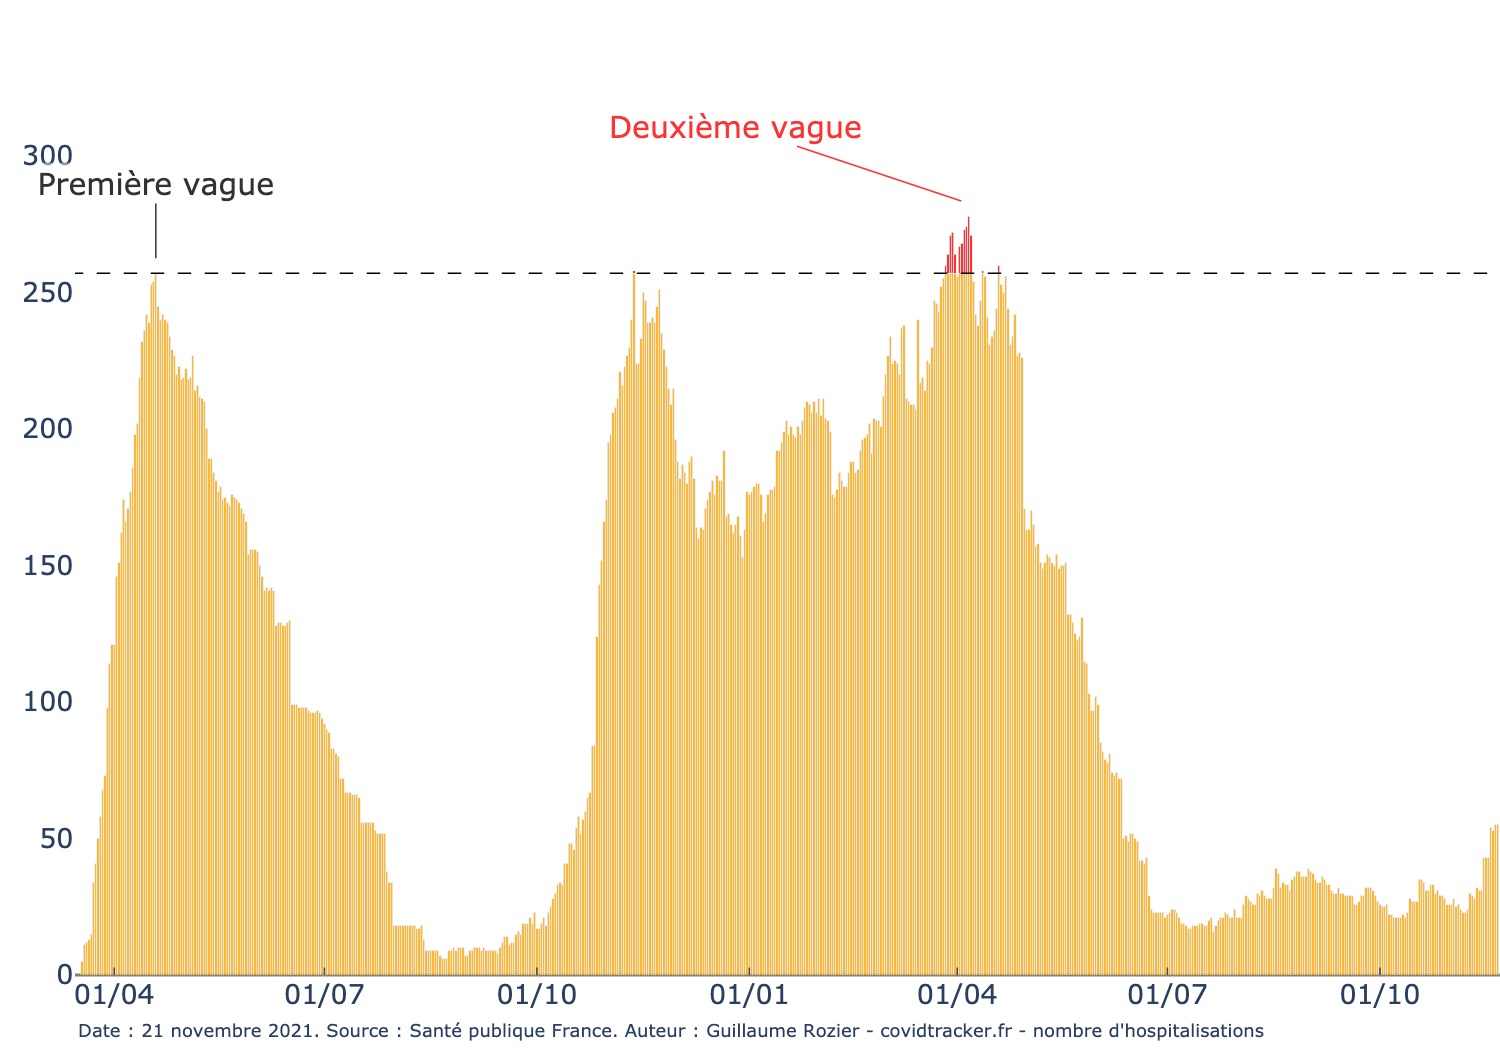 Deuxième vague
300
Première vague
250
200
150
100
50
0
01/04 01/07 01/10 01/01 01/04 01/07 01/10
Date : 21 novembre 2021. Source : Santé publique France. Auteur : Guillaume Rozier - covidtracker.fr - nombre d'hospitalisations